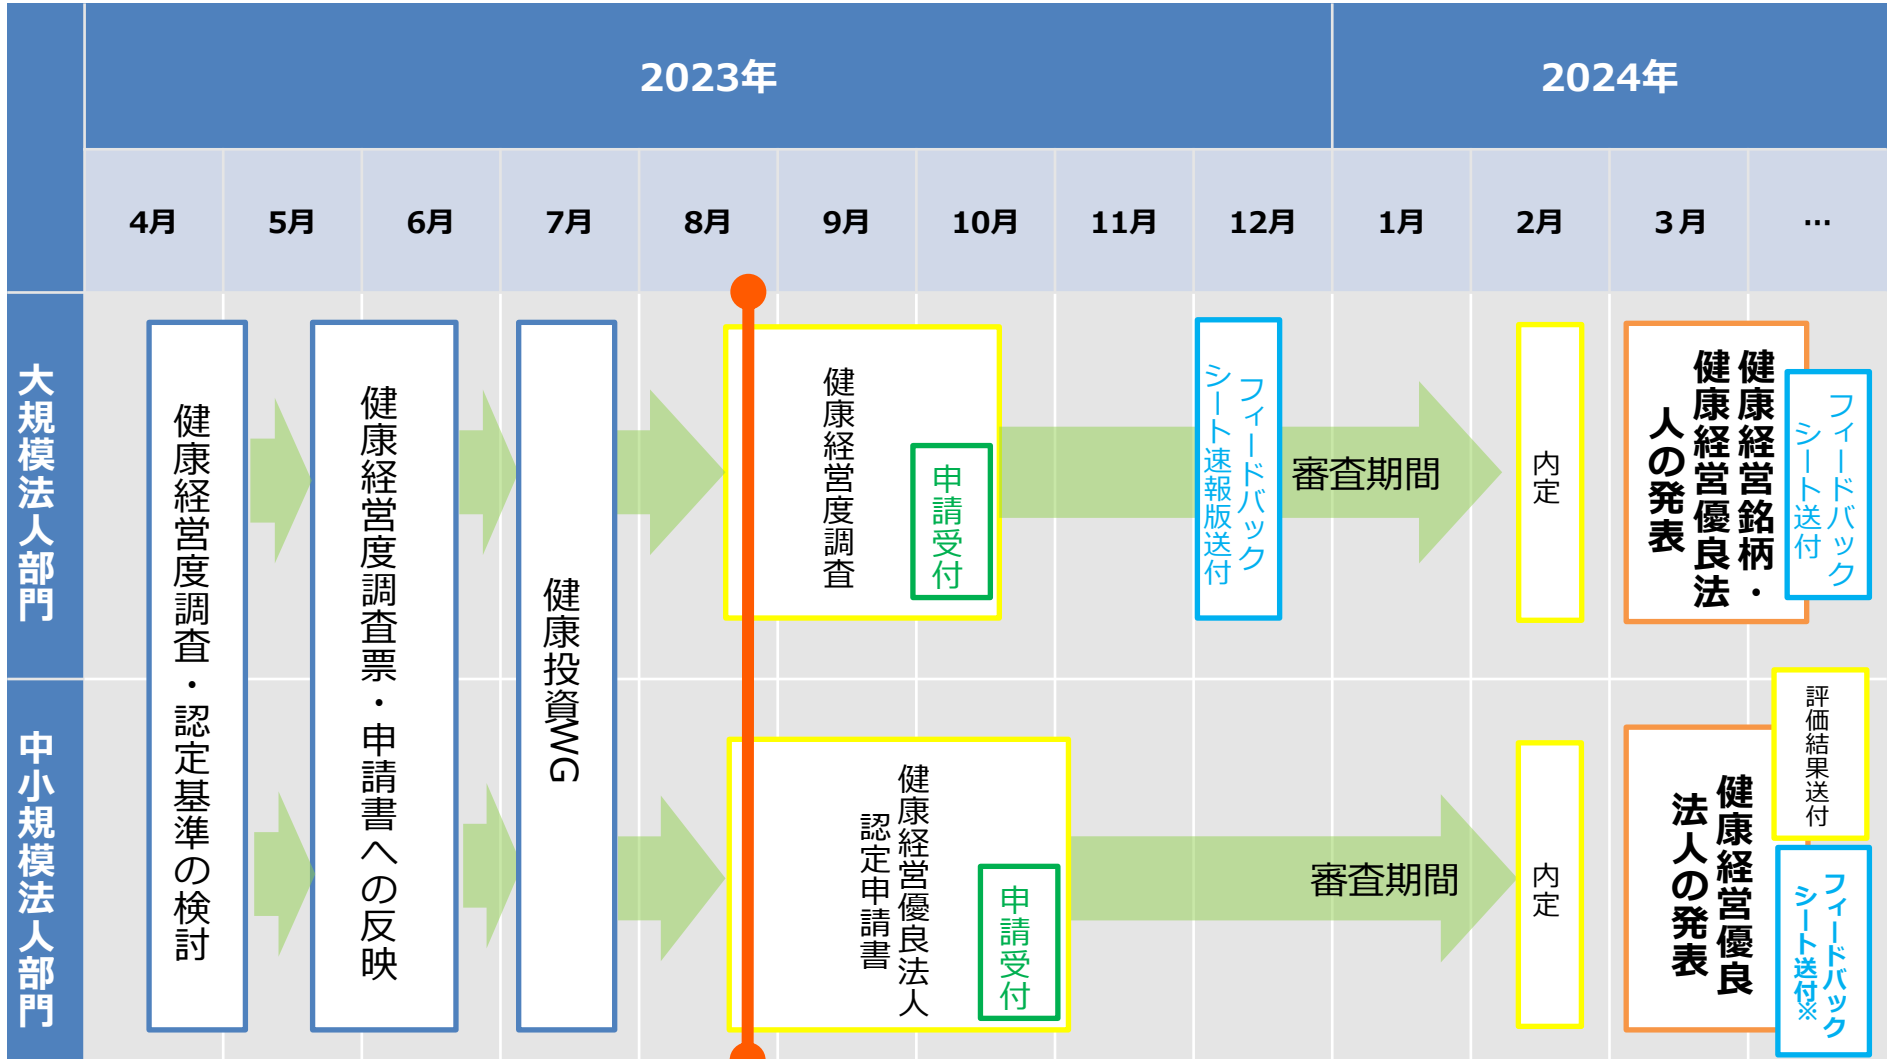 2023年
2024年
4月
5月
6月
7月
8月
9月
10月
11月
12月
1月
2月
3月
…
大規模法人部門
中小規模法人部門
健康経営度調査・認定基準の検討
健康経営度調査票・申請書への反映
健康投資WG
健康経営度調査
申請受付
フィードバック
シート速報版送付
審査期間
内定
健康経営銘柄・
健康経営優良法
人の発表
フィードバック
シート送付
健康経営優良法人
認定申請書
申請受付
審査期間
内定
健康経営優良
法人の発表
評価結果送付
フィードバック
シート送付※